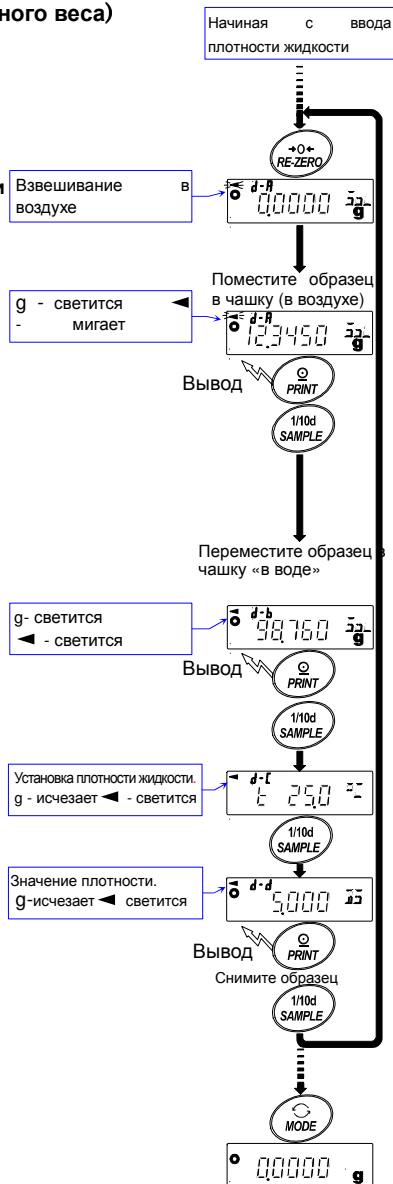 ного веса)
Начиная с ввода
плотности жидкости
→0←
RE-ZERO
и
Взвешивание в
воздухе
d-A
0.0000 g
Поместите образец
в чашку (в воздухе)
g - светится ◄
- мигает
d-A
12.3450 g
Вывод
PRINT
1/10d
SAMPLE
Переместите образец в
чашку «в воде»
g- светится
◄ - светится
d-b
9.8760 g
Вывод
PRINT
1/10d
SAMPLE
Установка плотности жидкости.
g - исчезает ◄ - светится
d-C
t 25.0 °C
1/10d
SAMPLE
Значение плотности.
g-исчезает ◄ светится
d-d
5.000
Вывод
PRINT
Снимите образец
1/10d
SAMPLE
MODE
0.0000 g